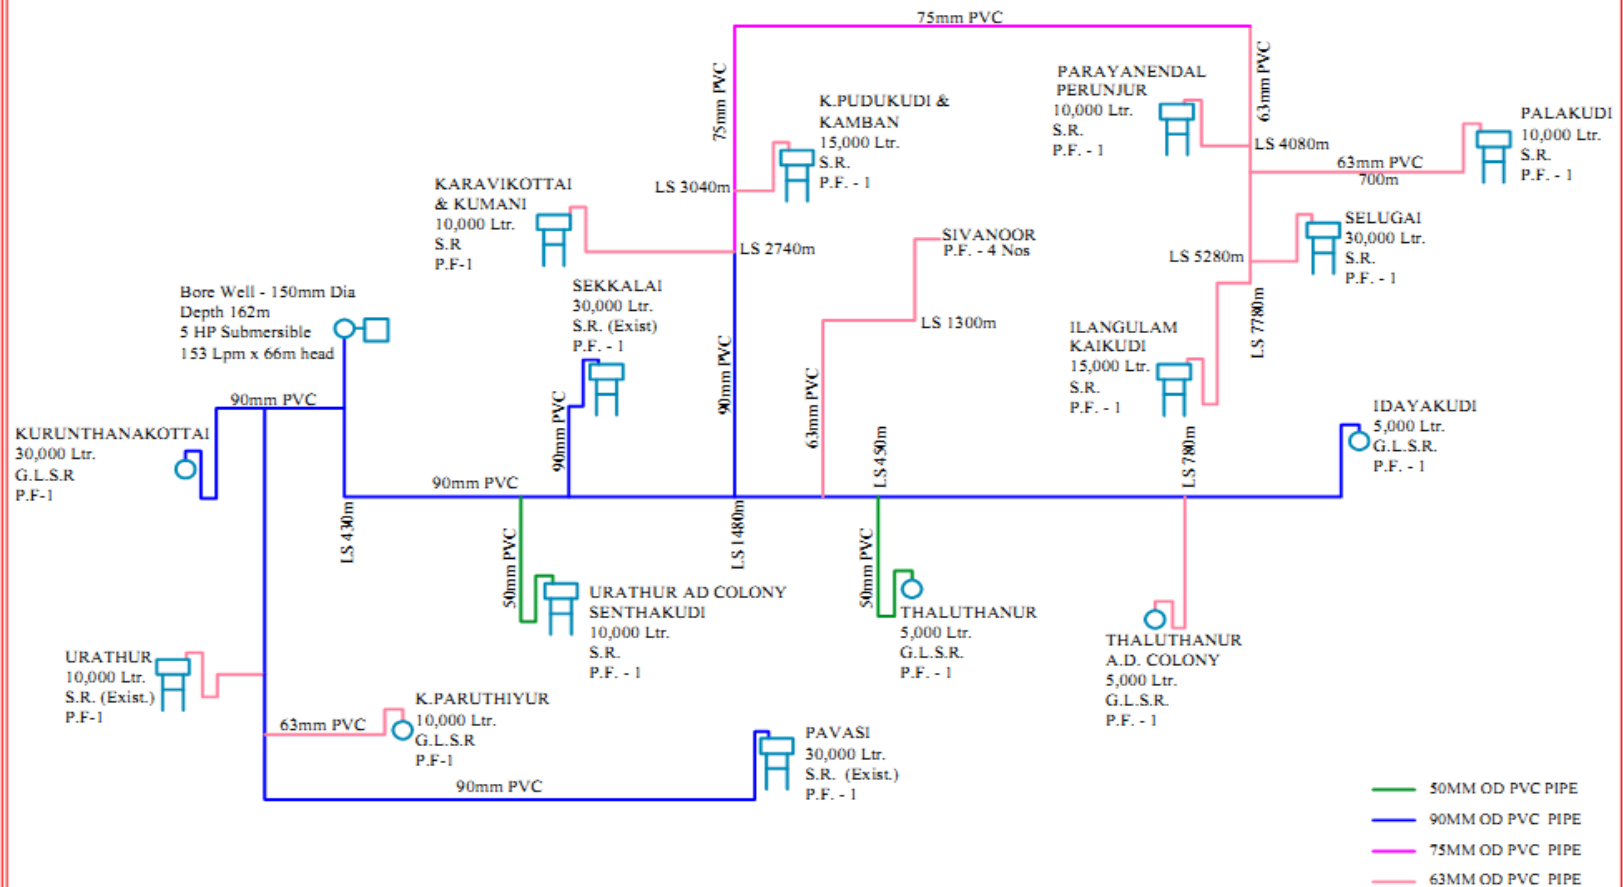 75mm PVC
75mm PVC
63mm PVC
PARAYANENDAL
PERUNJUR
10,000 Ltr.
S.R.
P.F. - 1
LS 4080m
PALAKUDI
10,000 Ltr.
S.R.
P.F. - 1
63mm PVC
700m
K.PUDUKUDI &
KAMBAN
15,000 Ltr.
S.R.
P.F. - 1
LS 3040m
KARAVIKOTTAI
& KUMANI
10,000 Ltr.
S.R
P.F-1
LS 2740m
SIVANOOR
P.F. - 4 Nos
LS 1300m
SELUGAI
30,000 Ltr.
S.R.
P.F. - 1
LS 5280m
LS 7780m
Bore Well - 150mm Dia
Depth 162m
5 HP Submersible
153 Lpm x 66m head
SEKKALAI
30,000 Ltr.
S.R. (Exist)
P.F. - 1
90mm PVC
90mm PVC
63mm PVC
ILANGULAM
KAIKUDI
15,000 Ltr.
S.R.
P.F. - 1
IDAYAKUDI
5,000 Ltr.
G.L.S.R.
P.F. - 1
90mm PVC
KURUNTHANAKOTTAI
30,000 Ltr.
G.L.S.R
P.F-1
90mm PVC
LS 430m
LS 1480m
LS 450m
LS 780m
50mm PVC
URATHUR AD COLONY
SENTHAKUDI
10,000 Ltr.
S.R.
P.F. - 1
50mm PVC
THALUTHANUR
5,000 Ltr.
G.L.S.R.
P.F. - 1
THALUTHANUR
A.D. COLONY
5,000 Ltr.
G.L.S.R.
P.F. - 1
URATHUR
10,000 Ltr.
S.R. (Exist.)
P.F-1
63mm PVC
K.PARUTHIYUR
10,000 Ltr.
G.L.S.R
P.F-1
90mm PVC
PAVASI
30,000 Ltr.
S.R. (Exist.)
P.F. - 1
50MM OD PVC PIPE
90MM OD PVC PIPE
75MM OD PVC PIPE
63MM OD PVC PIPE